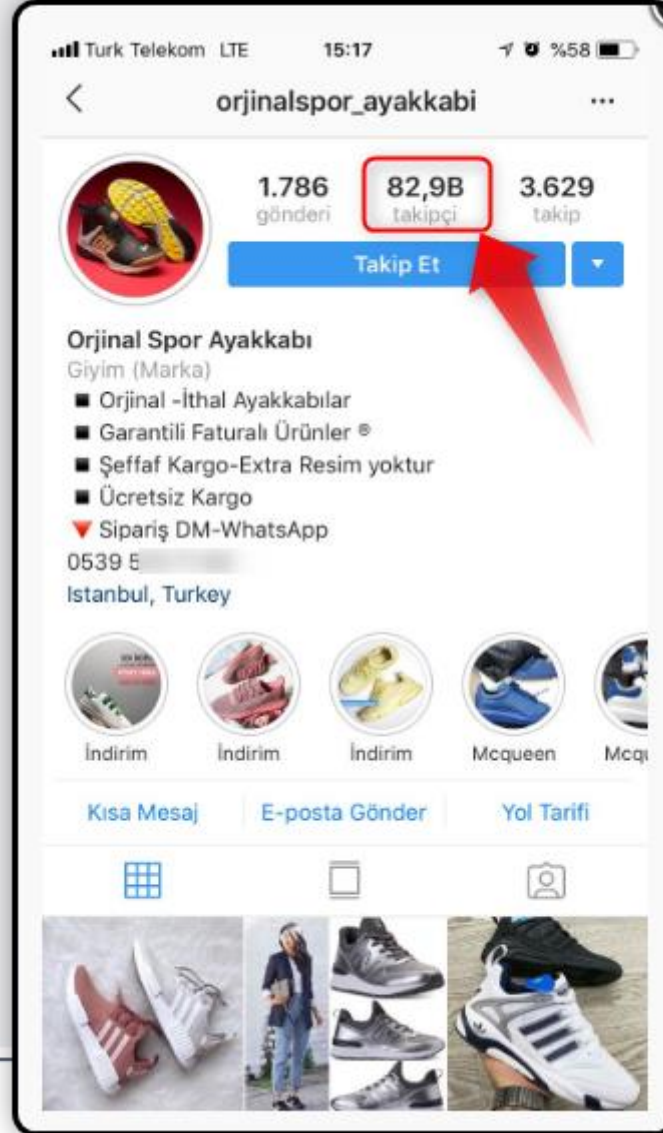 Turk Telekom LTE 15:17 %58
orjinalspor_ayakkabi
1.786 82,9B 3.629
gönderi takipçi takip
Takip Et
Orjinal Spor Ayakkabı
Giyim (Marka)
Orjinal -İthal Ayakkabılar
Garantili Faturalı Ürünler ®
Şeffaf Kargo-Extra Resim yoktur
Ücretsiz Kargo
Sipariş DM-WhatsApp
0539 5
Istanbul, Turkey
İndirim İndirim İndirim Mcqueen Mcqu
Kısa Mesaj E-posta Gönder Yol Tarifi